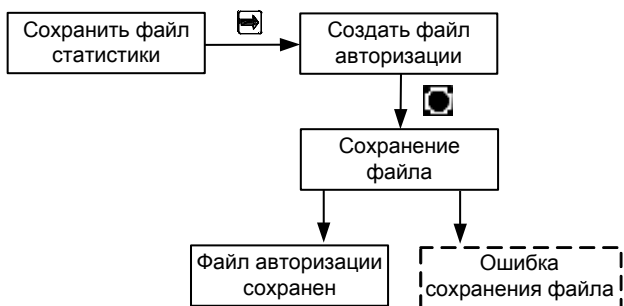 Сохранить файл
статистики
Создать файл
авторизации
Сохранение
файла
Файл авторизации
сохранен
Ошибка
сохранения файла